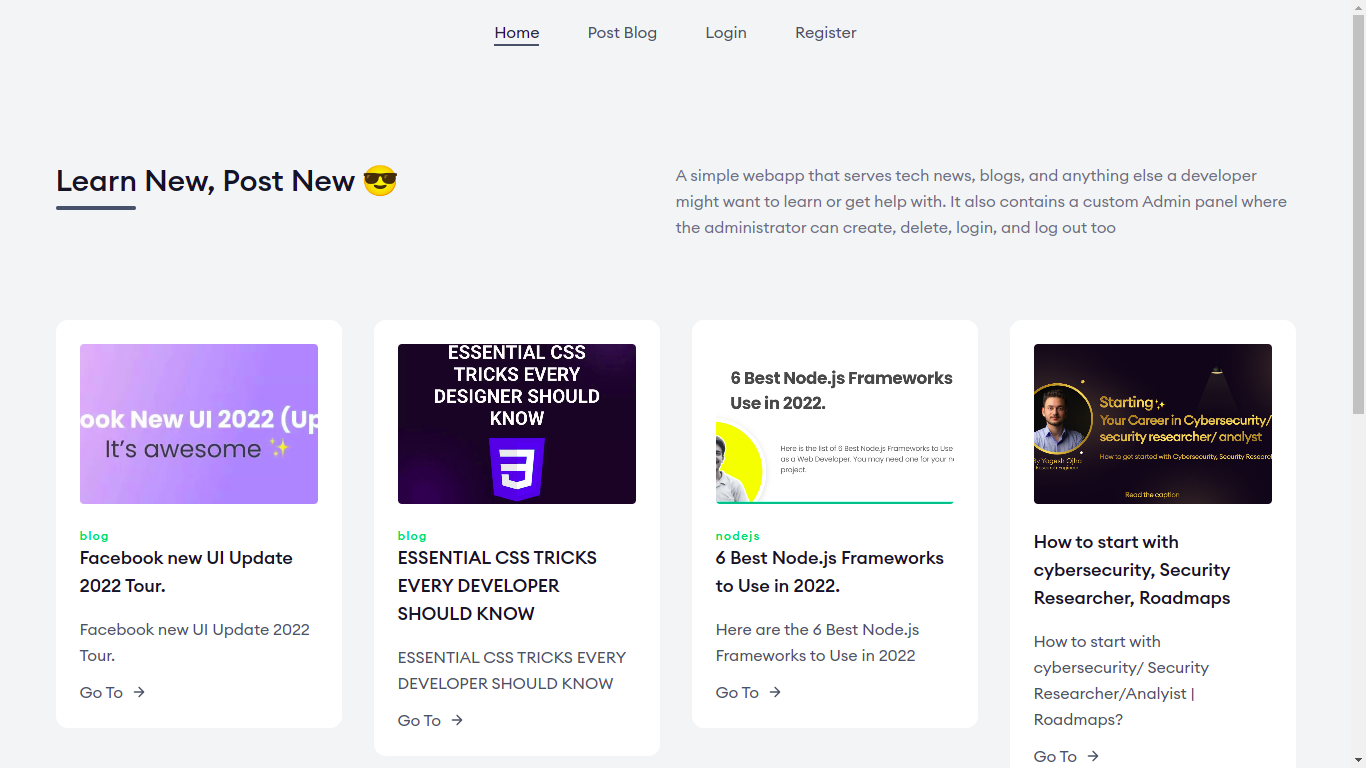 Home Post Blog Login Register
Learn New, Post New 😎
A simple webapp that serves tech news, blogs, and anything else a developer
might want to learn or get help with. It also contains a custom Admin panel where
the administrator can create, delete, login, and log out too
ook New UI 2022 (Up
It's awesome ✨
blog
Facebook new UI Update
2022 Tour.
Facebook new UI Update 2022
Tour.
Go To →
ESSENTIAL CSS
TRICKS EVERY
DESIGNER SHOULD
KNOW
3
blog
ESSENTIAL CSS TRICKS
EVERY DEVELOPER
SHOULD KNOW
ESSENTIAL CSS TRICKS EVERY
DEVELOPER SHOULD KNOW
Go To →
6 Best Node.js Frameworks
Use in 2022.
Here is the list of 6 Best Node.js Frameworks to Use
as a Web Developer. You may need one for your
project.
nodejs
6 Best Node.js Frameworks
to Use in 2022.
Here are the 6 Best Node.js
Frameworks to Use in 2022
Go To →
Starting ✨
Your Career in Cybersecurity/
security researcher/ analyst
How to get started with Cybersecurity, Security
By Yagesh Ojha
Read the caption
How to start with
cybersecurity, Security
Researcher, Roadmaps
How to start with
cybersecurity/ Security
Researcher/Analyist |
Roadmaps?
Go To →